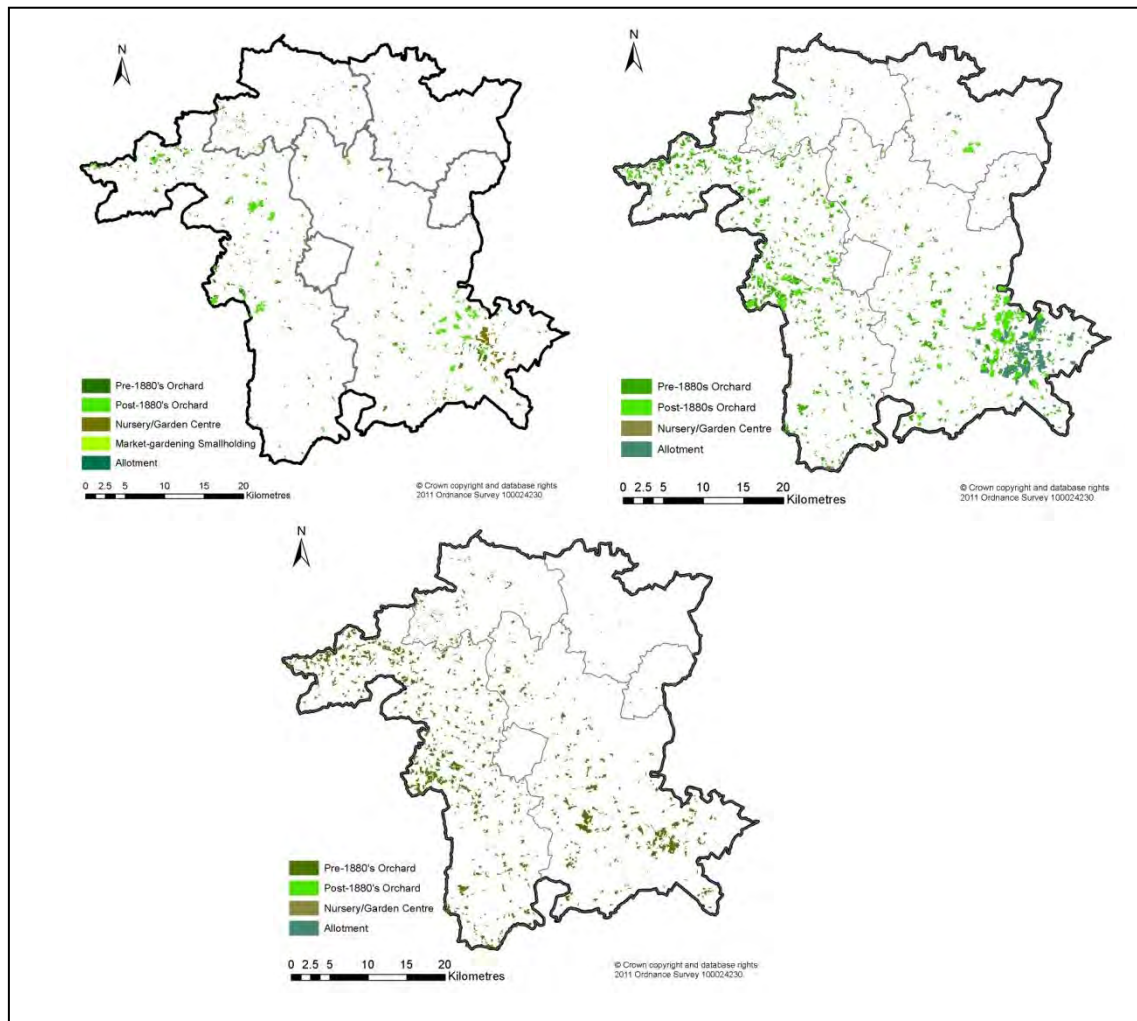 N
Pre-1880's Orchard
Post-1880's Orchard
Nursery/Garden Centre
Market-gardening Smallholding
Allotment
0 2.5 5 10 15 20
Kilometres
© Crown copyright and database rights
2011 Ordnance Survey 100024230.
N
Pre-1880s Orchard
Post-1880s Orchard
Nursery/Garden Centre
Allotment
0 2.5 5 10 15 20
Kilometres
© Crown copyright and database rights
2011 Ordnance Survey 100024230.
N
Pre-1880's Orchard
Post-1880's Orchard
Nursery/Garden Centre
Allotment
0 2.5 5 10 15 20
Kilometres
© Crown copyright and database rights
2011 Ordnance Survey 100024230.